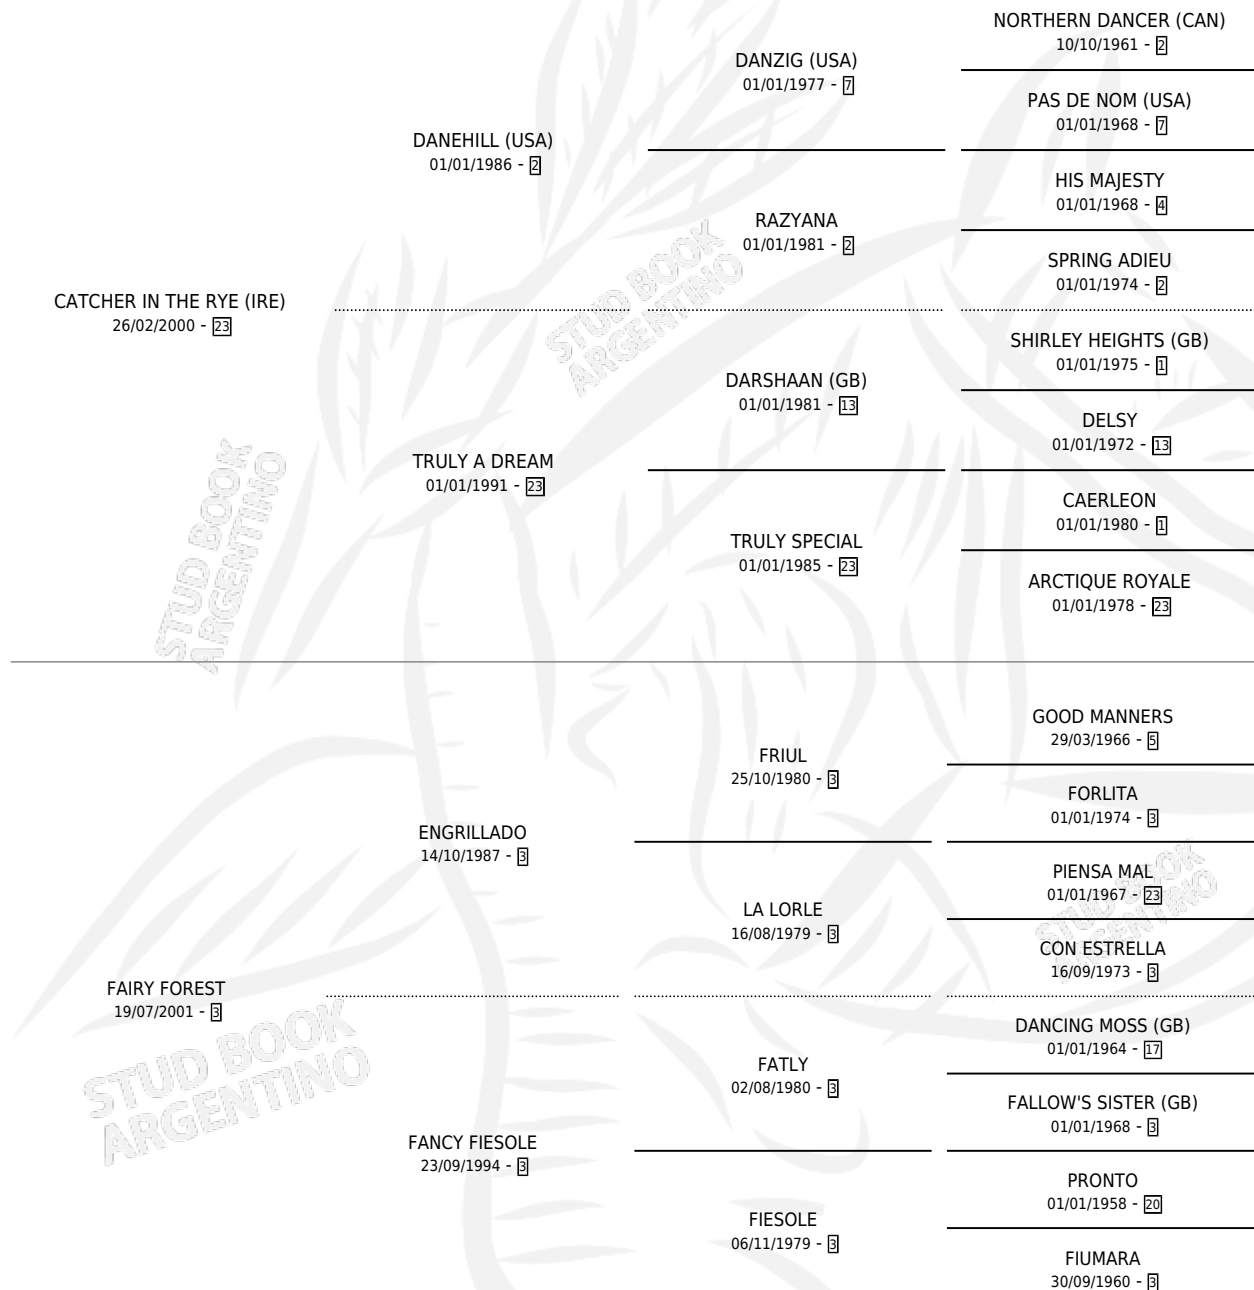 NORTHERN DANCER (CAN)
10/10/1961 - 2
DANZIG (USA)
01/01/1977 - 7
PAS DE NOM (USA)
01/01/1968 - 7
DANEHILL (USA)
01/01/1986 - 2
HIS MAJESTY
01/01/1968 - 4
RAZYANA
01/01/1981 - 2
SPRING ADIEU
01/01/1974 - 2
CATCHER IN THE RYE (IRE)
26/02/2000 - 23
SHIRLEY HEIGHTS (GB)
01/01/1975 - 1
DARSHAAN (GB)
01/01/1981 - 13
DELSY
01/01/1972 - 13
TRULY A DREAM
01/01/1991 - 23
CAERLEON
01/01/1980 - 1
TRULY SPECIAL
01/01/1985 - 23
ARCTIQUE ROYALE
01/01/1978 - 23
GOOD MANNERS
29/03/1966 - 5
FRIUL
25/10/1980 - 3
FORLITA
01/01/1974 - 3
ENGRILLADO
14/10/1987 - 3
PIENSA MAL
01/01/1967 - 23
LA LORLE
16/08/1979 - 3
CON ESTRELLA
16/09/1973 - 3
FAIRY FOREST
19/07/2001 - 3
DANCING MOSS (GB)
01/01/1964 - 17
FATLY
02/08/1980 - 3
FALLOW'S SISTER (GB)
01/01/1968 - 3
FANCY FIESOLE
23/09/1994 - 3
PRONTO
01/01/1958 - 20
FIESOLE
06/11/1979 - 3
FIUMARA
30/09/1960 - 3
STUD BOOK
ARGENTINO
STUD BOOK
ARGENTINO
STUD BOOK
ARGENTINO
STUD BOOK
ARGENTINO